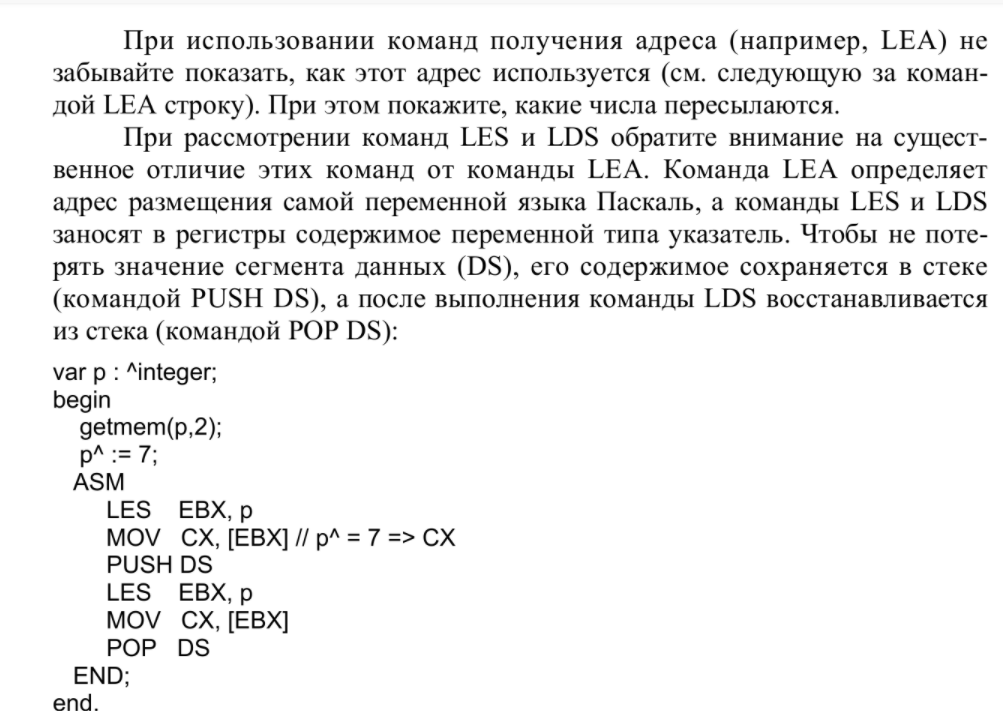 При использовании команд получения адреса (например, LEA) не
забывайте показать, как этот адрес используется (см. следующую за коман-
дой LEA строку). При этом покажите, какие числа пересылаются.
При рассмотрении команд LES и LDS обратите внимание на сущест-
венное отличие этих команд от команды LEA. Команда LEA определяет
адрес размещения самой переменной языка Паскаль, а команды LES и LDS
заносят в регистры содержимое переменной типа указатель. Чтобы не поте-
рять значение сегмента данных (DS), его содержимое сохраняется в стеке
(командой PUSH DS), а после выполнения команды LDS восстанавливается
из стека (командой POP DS):
var p : ^integer;
begin
getmem(p,2);
p^ := 7;
ASM
LES EBX, p
MOV CX, [EBX] // p^ = 7 => CX
PUSH DS
LES EBX, p
MOV CX, [EBX]
POP DS
END;
end.